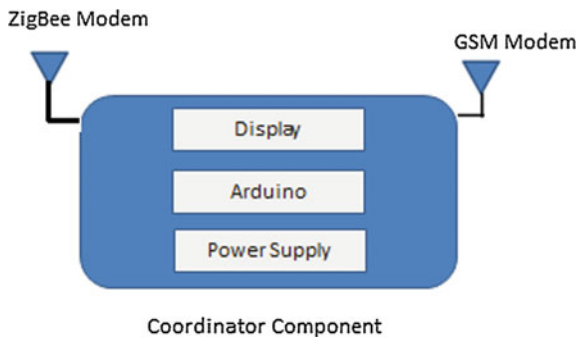 ZigBee Modem
GSM Modem
Display
Arduino
Power Supply
Coordinator Component